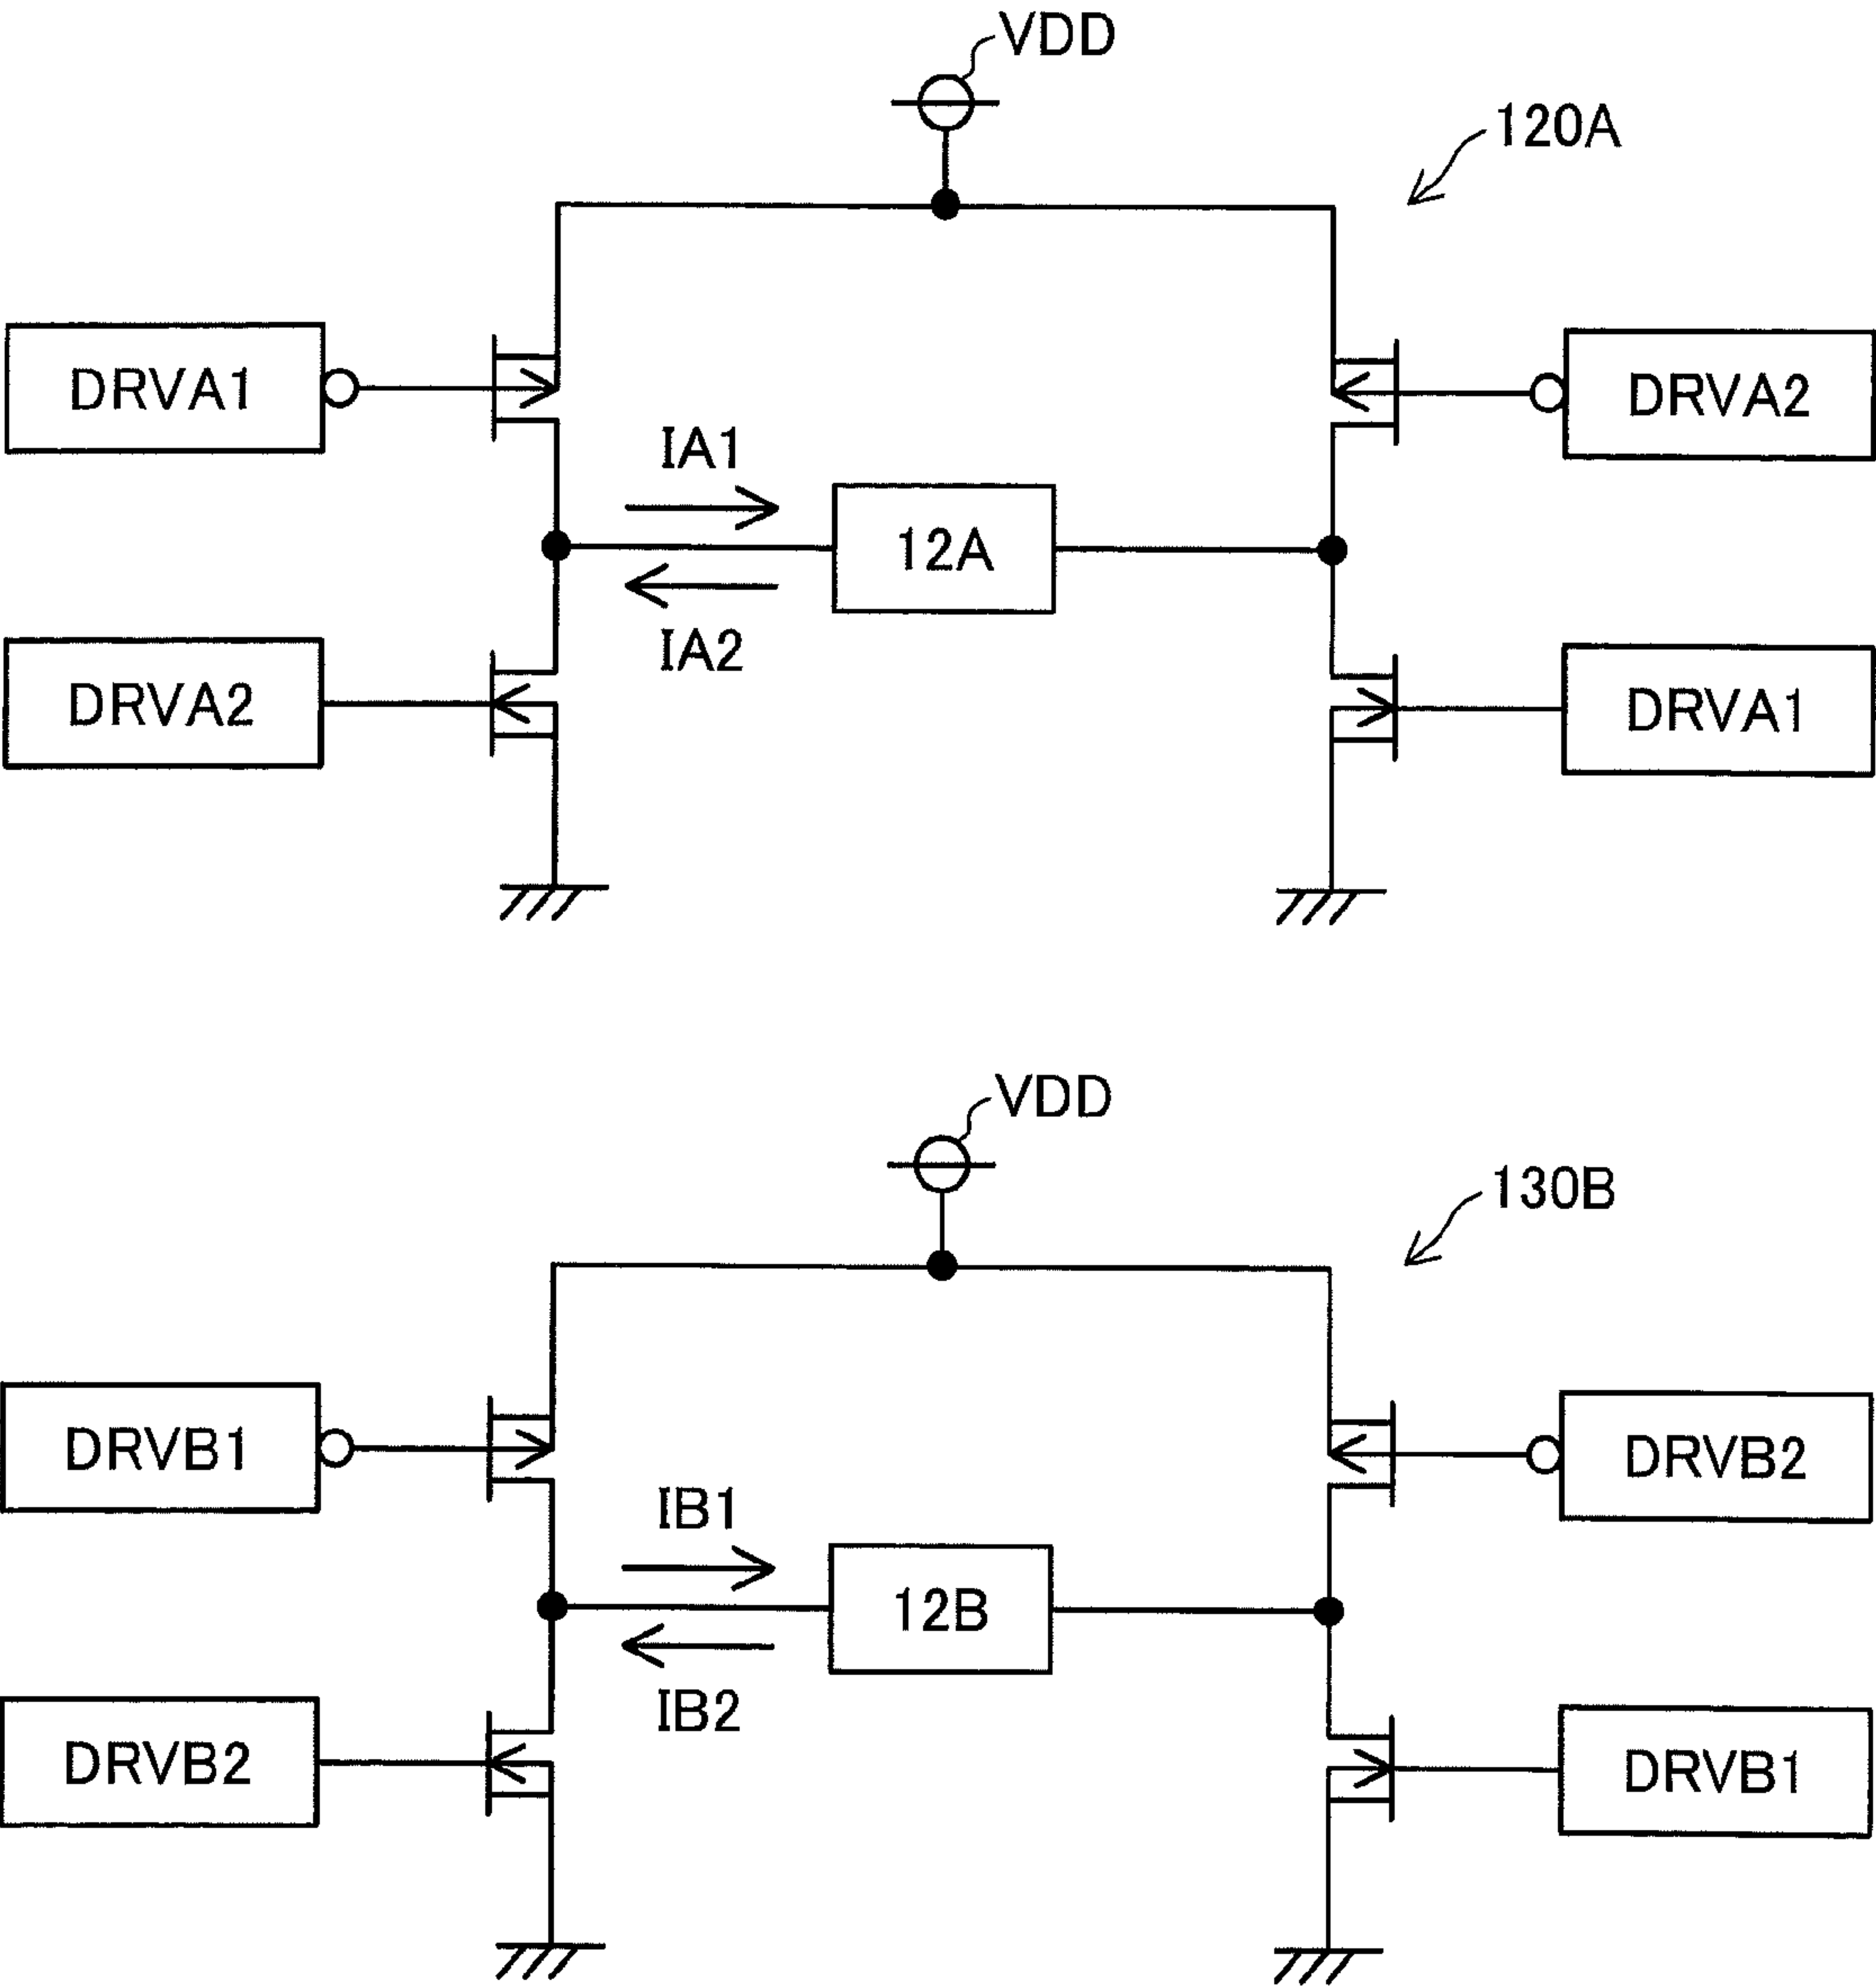 VDD
120A
DRVA1
DRVA2
IA1
12A
IA2
DRVA2
DRVA1
VDD
130B
DRVB1
DRVB2
IB1
12B
IB2
DRVB2
DRVB1